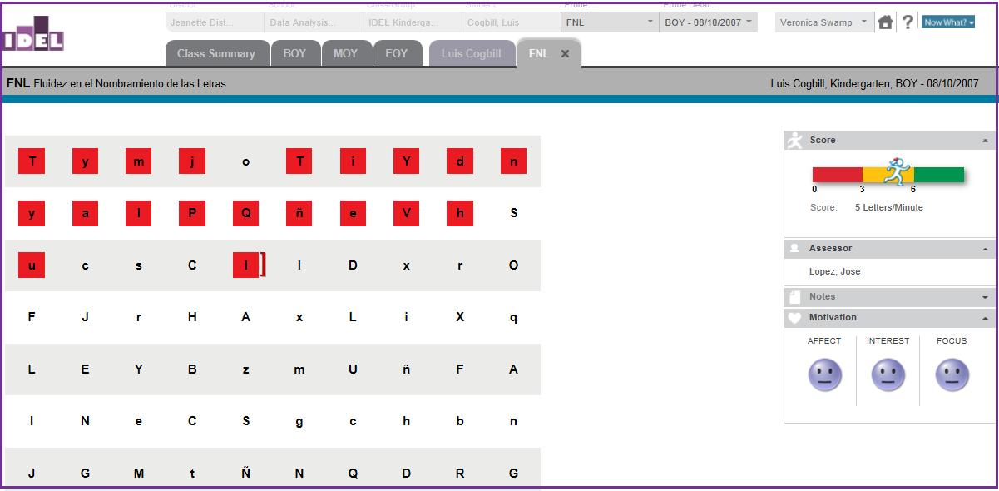 District: School: Class/Group: Student: Probe: Probe Detail:
Jeanette Dist... Data Analysis... IDEL Kinderga... Cogbill, Luis FNL BOY - 08/10/2007 Veronica Swamp ? Now What?
IDEL
Class Summary BOY MOY EOY Luis Cogbill FNL X
FNL Fluidez en el Nombramiento de las Letras Luis Cogbill, Kindergarten, BOY - 08/10/2007
T y m j o T i Y d n
y a l P Q ñ e V h S
u c s C l ] l D x r O
F J r H A x L i X q
L E Y B z m U ñ F A
I N e C S g c h b n
J G M t Ñ N Q D R G
Score
0 3 6
Score: 5 Letters/Minute
Assessor
Lopez, Jose
Notes
Motivation
AFFECT INTEREST FOCUS